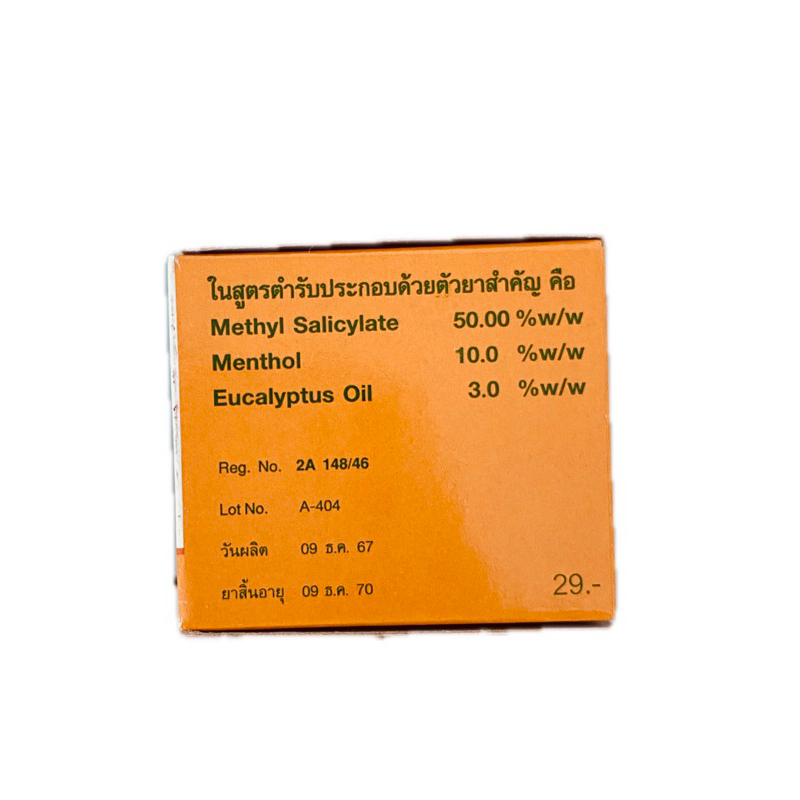 ในสูตรตำรับประกอบด้วยตัวยาสำคัญ คือ
Methyl Salicylate 50.00 %w/w
Menthol 10.0 %w/w
Eucalyptus Oil 3.0 %w/w
Reg. No. 2A 148/46
Lot No. A-404
วันผลิต 09 ธ.ค. 67
ยาสิ้นอายุ 09 ธ.ค. 70
29.-